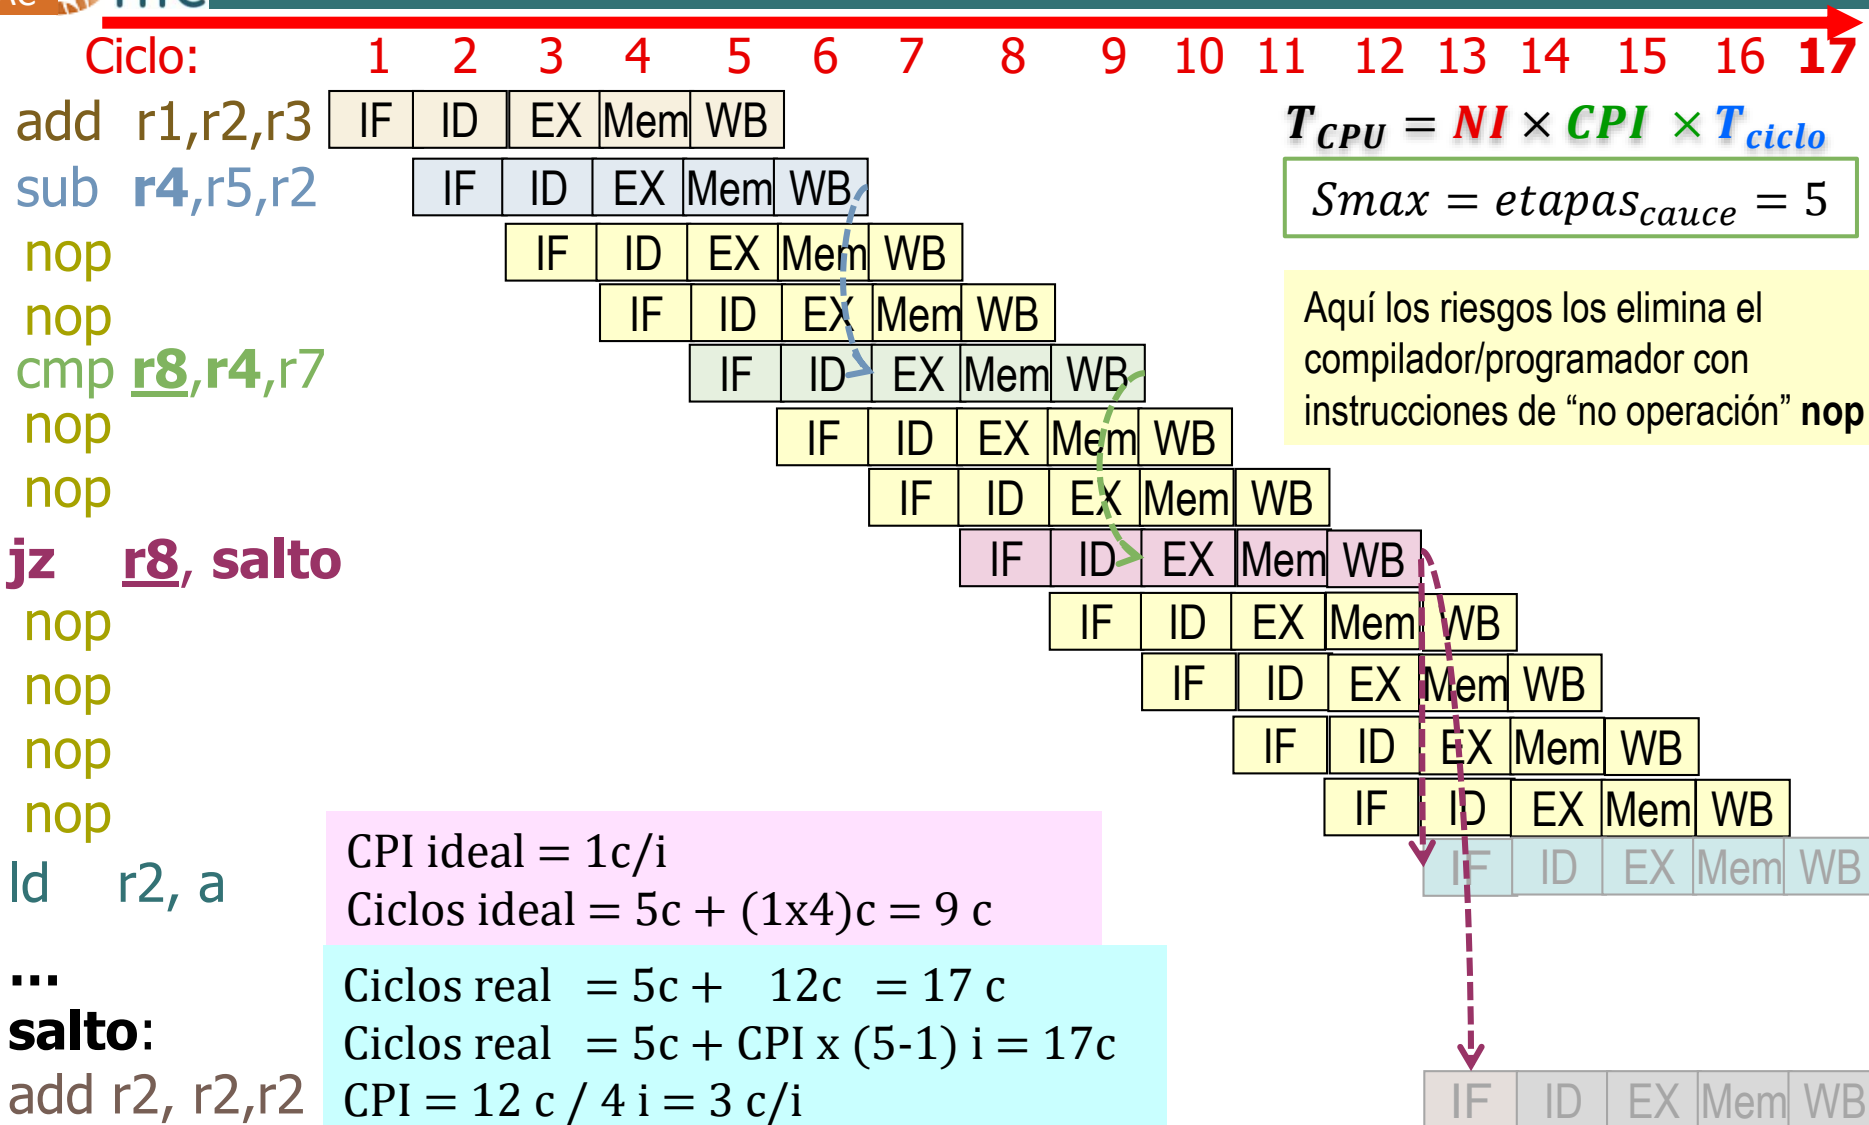 Ciclo: 1 2 3 4 5 6 7 8 9 10 11 12 13 14 15 16 17
add r1,r2,r3 IF ID EX Mem WB
T_CPU = NI × CPI × T_ciclo
sub r4,r5,r2 IF ID EX Mem WB
Smax = etapas_cauce = 5
nop IF ID EX Mem WB
nop IF ID EX Mem WB
Aquí los riesgos los elimina el
compilador/programador con
instrucciones de “no operación” nop
cmp r8,r4,r7 IF ID EX Mem WB
nop IF ID EX Mem WB
nop IF ID EX Mem WB
jz r8, salto IF ID EX Mem WB
nop IF ID EX Mem WB
nop IF ID EX Mem WB
nop IF ID EX Mem WB
nop IF ID EX Mem WB
ld r2, a IF ID EX Mem WB
CPI ideal = 1c/i
Ciclos ideal = 5c + (1x4)c = 9 c
...
Ciclos real = 5c + 12c = 17 c
salto:
Ciclos real = 5c + CPI x (5-1) i = 17c
add r2, r2,r2 IF ID EX Mem WB
CPI = 12 c / 4 i = 3 c/i